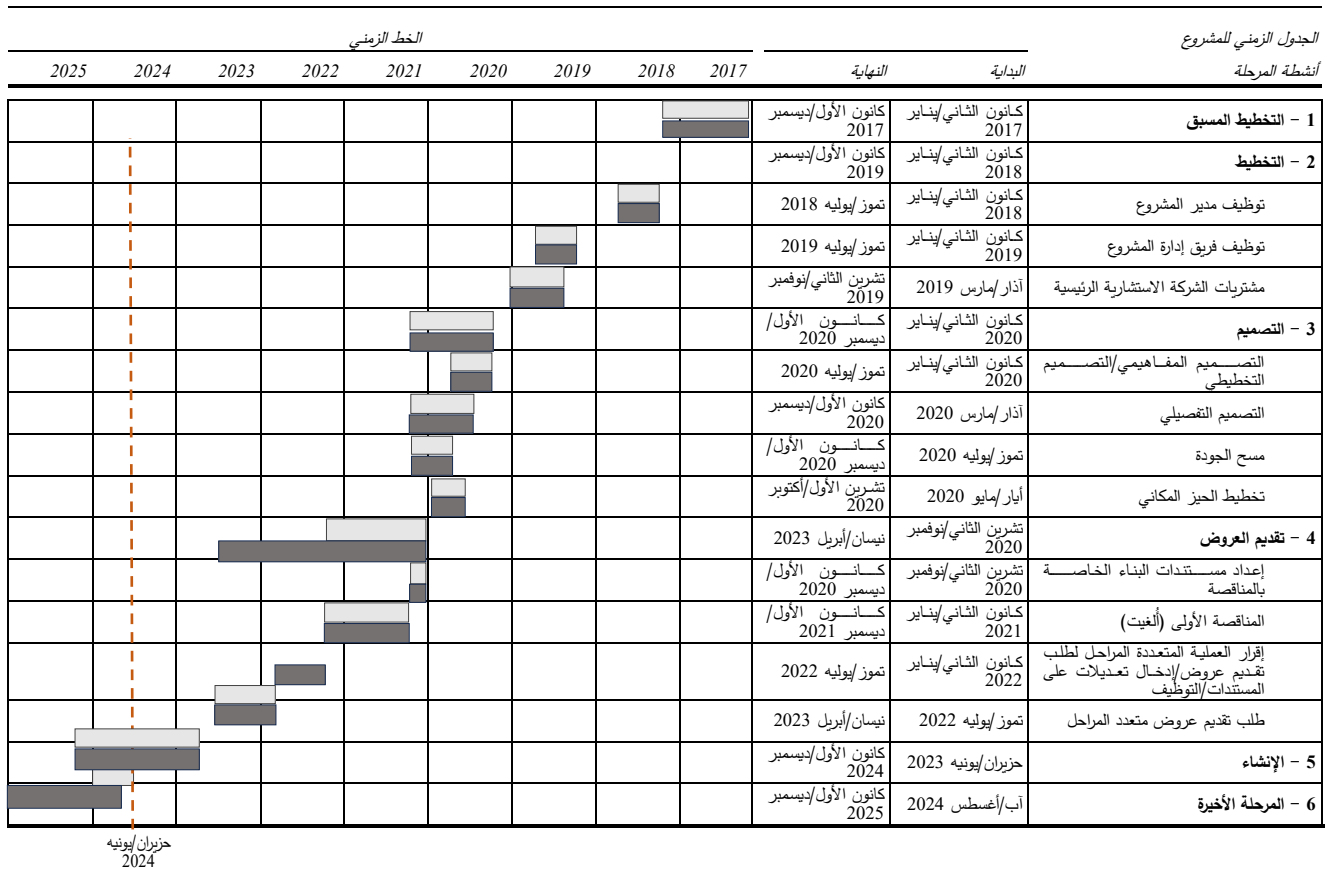 الجدول الزمني للمشروع
الخط الزمني
أنشطة المرحلة
البداية
النهاية
2017
2018
2019
2020
2021
2022
2023
2024
2025
1 - التخطيط المسبق
كانون الثاني/يناير
2017
كانون الأول/ديسمبر
2017
2 - التخطيط
كانون الثاني/يناير
2018
كانون الأول/ديسمبر
2019
توظيف مدير المشروع
كانون الثاني/يناير
2018
تموز/يوليه 2018
توظيف فريق إدارة المشروع
كانون الثاني/يناير
2019
تموز/يوليه 2019
مشتريات الشركة الاستشارية الرئيسية
آذار/مارس 2019
تشرين الثاني/نوفمبر
2019
3 - التصميم
كانون الثاني/يناير
2020
كانون الأول/
ديسمبر 2020
التصميم المفاهيمي/التصميم
التخطيطي
كانون الثاني/يناير
2020
تموز/يوليه 2020
التصميم التفصيلي
آذار/مارس 2020
كانون الأول/ديسمبر
2020
مسح الجودة
تموز/يوليه 2020
كانون الأول/
ديسمبر 2020
تخطيط الحيز المكاني
أيار/مايو 2020
تشرين الأول/أكتوبر
2020
4 - تقديم العروض
تشرين الثاني/نوفمبر
2020
نيسان/أبريل 2023
إعداد مستندات البناء الخاصة
بالمناقصة
تشرين الثاني/نوفمبر
2020
كانون الأول/
ديسمبر 2020
المناقصة الأولى (أُلغيت)
كانون الثاني/يناير
2021
كانون الأول/
ديسمبر 2021
إقرار العملية المتعددة المراحل لطلب
تقديم عروض/إدخال تعديلات على
المستندات/التوظيف
كانون الثاني/يناير
2022
تموز/يوليه 2022
طلب تقديم عروض متعدد المراحل
تموز/يوليه 2022
نيسان/أبريل 2023
5 - الإنشاء
حزيران/يونيه 2023
كانون الأول/ديسمبر
2024
6 - المرحلة الأخيرة
آب/أغسطس 2024
كانون الأول/ديسمبر
2025
حزيران/يونيه
2024